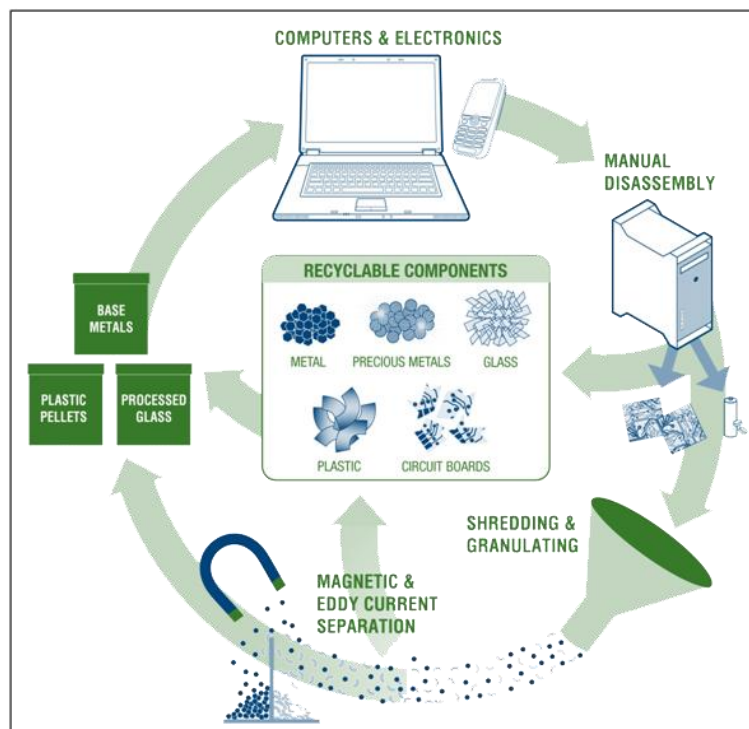 COMPUTERS & ELECTRONICS
MANUAL
DISASSEMBLY
RECYCLABLE COMPONENTS
METAL
PRECIOUS METALS
GLASS
PLASTIC
CIRCUIT BOARDS
BASE
METALS
PLASTIC
PELLETS
PROCESSED
GLASS
SHREDDING &
GRANULATING
MAGNETIC &
EDDY CURRENT
SEPARATION